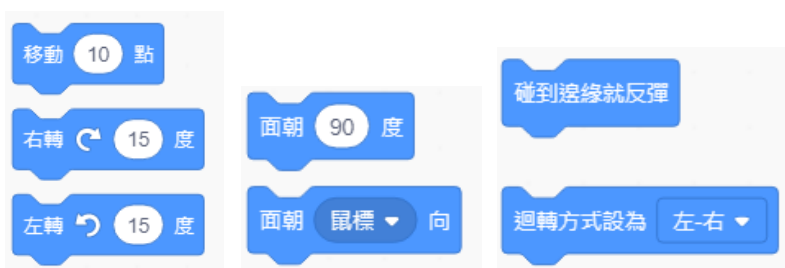 移動 10 點
右轉 15 度
左轉 15 度
面朝 90 度
面朝 鼠標 向
碰到邊緣就反彈
迴轉方式設為 左-右